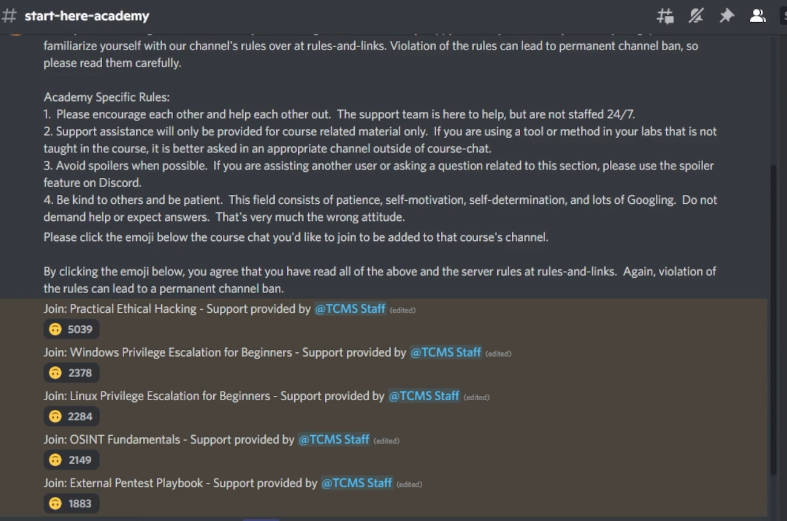 # start-here-academy
familiarize yourself with our channel's rules over at rules-and-links. Violation of the rules can lead to permanent channel ban, so
please read them carefully.
Academy Specific Rules:
1. Please encourage each other and help each other out. The support team is here to help, but are not staffed 24/7.
2. Support assistance will only be provided for course related material only. If you are using a tool or method in your labs that is not
taught in the course, it is better asked in an appropriate channel outside of course-chat.
3. Avoid spoilers when possible. If you are assisting another user or asking a question related to this section, please use the spoiler
feature on Discord.
4. Be kind to others and be patient. This field consists of patience, self-motivation, self-determination, and lots of Googling. Do not
demand help or expect answers. That's very much the wrong attitude.
Please click the emoji below the course chat you'd like to join to be added to that course's channel.
By clicking the emoji below, you agree that you have read all of the above and the server rules at rules-and-links. Again, violation of
the rules can lead to a permanent channel ban.
Join: Practical Ethical Hacking - Support provided by @TCMS Staff (edited)
5039
Join: Windows Privilege Escalation for Beginners - Support provided by @TCMS Staff (edited)
2378
Join: Linux Privilege Escalation for Beginners - Support provided by @TCMS Staff (edited)
2284
Join: OSINT Fundamentals - Support provided by @TCMS Staff (edited)
2149
Join: External Pentest Playbook - Support provided by @TCMS Staff (edited)
1883